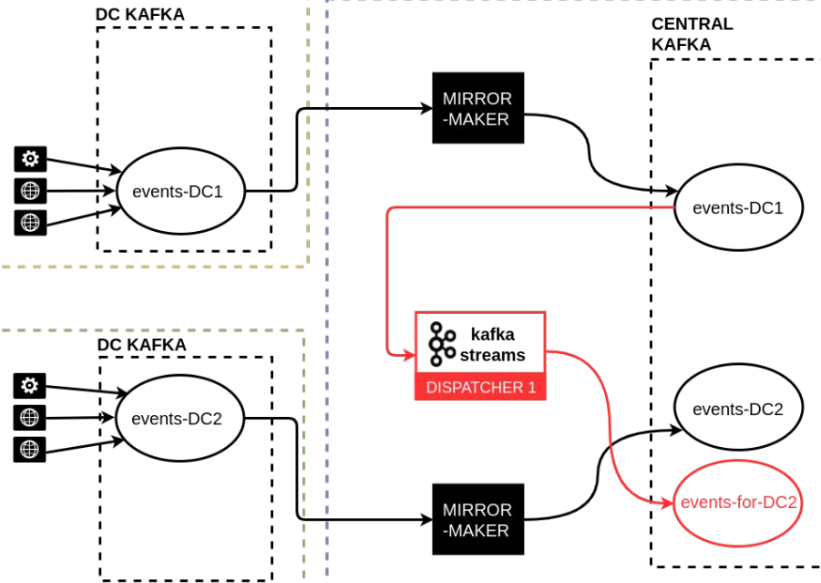 DC KAFKA
CENTRAL
KAFKA
MIRROR
-MAKER
events-DC1
events-DC1
kafka
streams
DISPATCHER 1
DC KAFKA
events-DC2
events-DC2
MIRROR
-MAKER
events-for-DC2